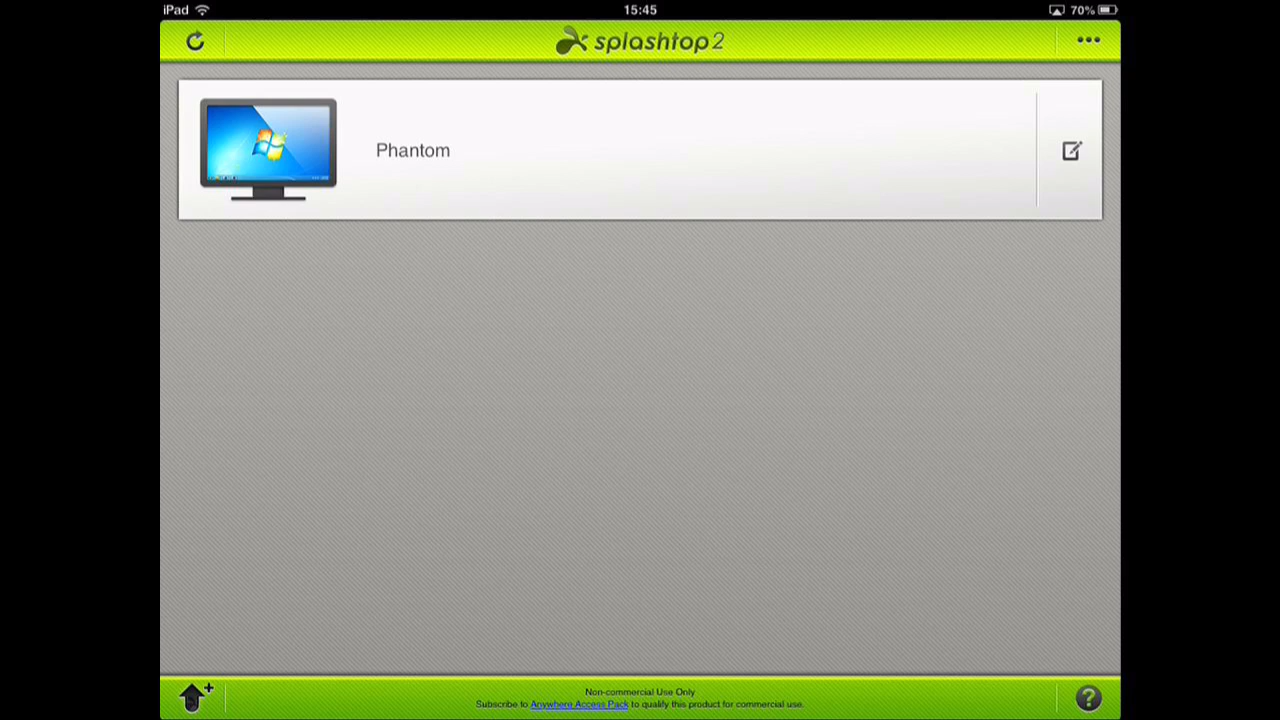 iPad 15:45 70%
splashtop2
Phantom
Non-commercial Use Only
Subscribe to Anywhere Access Pack to qualify this product for commercial use.